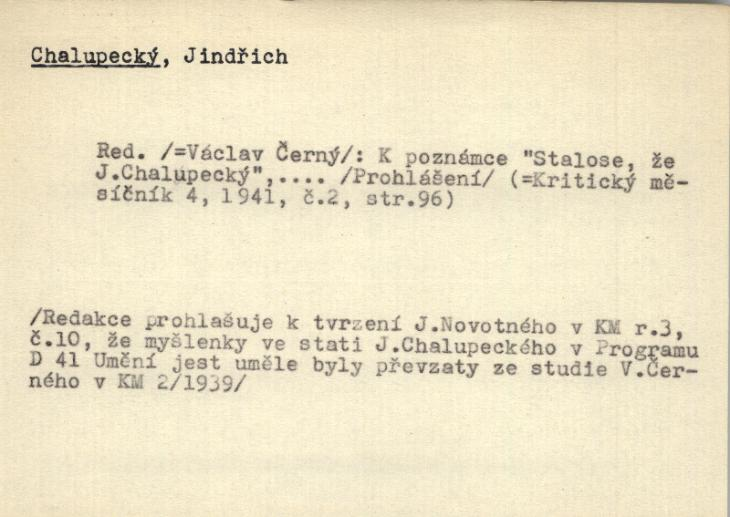 Chalupecký, Jindřich
Red. /=Václav Černý/: K poznámce "Stalose, že
J.Chalupecký",.... /Prohlášení/ (=Kritický mě-
síčník 4, 1941, č.2, str.96)
/Redakce prohlašuje k tvrzení J.Novotného v KM r.3,
č.10, že myšlenky ve stati J.Chalupeckého v Programu
D 41 Umění jest uměle byly převzaty ze studie V.Čer-
ného v KM 2/1939/